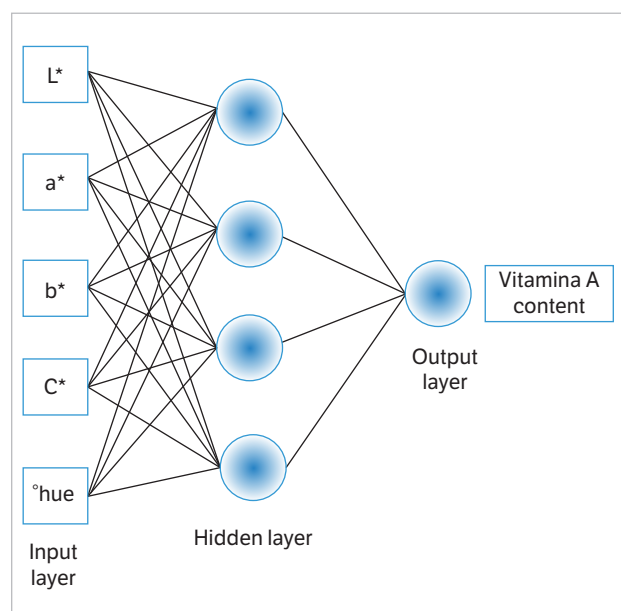 L*
a*
b*
C*
°hue
Input
layer
Hidden layer
Output
layer
Vitamina A
content